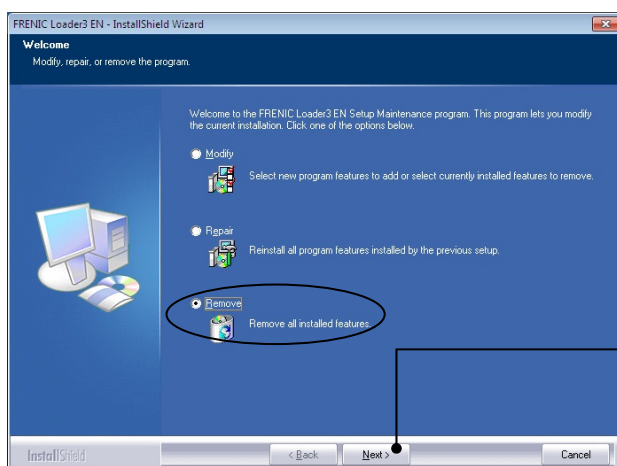 FRENIC Loader3 EN - InstallShield Wizard
Welcome
Modify, repair, or remove the program.
Welcome to the FRENIC Loader3 EN Setup Maintenance program. This program lets you modify
the current installation. Click one of the options below.
Modify
Select new program features to add or select currently installed features to remove.
Repair
Reinstall all program features installed by the previous setup.
Remove
Remove all installed features.
InstallShield
< Back
Next >
Cancel